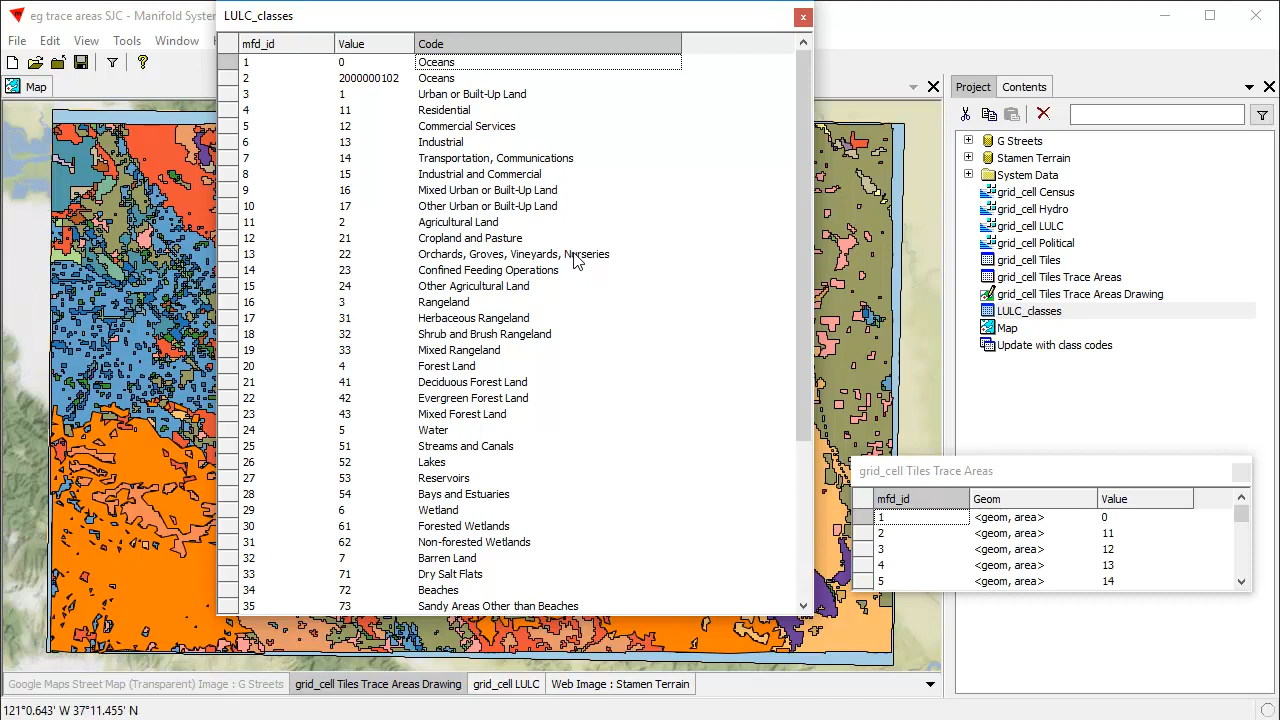 eg trace areas SJC - Manifold System
LULC_classes
x
File Edit View Tools Window
Map
mfd_id Value Code
1 0 Oceans
2 2000000102 Oceans
3 1 Urban or Built-Up Land
4 11 Residential
5 12 Commercial Services
6 13 Industrial
7 14 Transportation, Communications
8 15 Industrial and Commercial
9 16 Mixed Urban or Built-Up Land
10 17 Other Urban or Built-Up Land
11 2 Agricultural Land
12 21 Cropland and Pasture
13 22 Orchards, Groves, Vineyards, Nurseries
14 23 Confined Feeding Operations
15 24 Other Agricultural Land
16 3 Rangeland
17 31 Herbaceous Rangeland
18 32 Shrub and Brush Rangeland
19 33 Mixed Rangeland
20 4 Forest Land
21 41 Deciduous Forest Land
22 42 Evergreen Forest Land
23 43 Mixed Forest Land
24 5 Water
25 51 Streams and Canals
26 52 Lakes
27 53 Reservoirs
28 54 Bays and Estuaries
29 6 Wetland
30 61 Forested Wetlands
31 62 Non-forested Wetlands
32 7 Barren Land
33 71 Dry Salt Flats
34 72 Beaches
35 73 Sandy Areas Other than Beaches
Project Contents
G Streets
Stamen Terrain
System Data
grid_cell Census
grid_cell Hydro
grid_cell LULC
grid_cell Political
grid_cell Tiles
grid_cell Tiles Trace Areas
grid_cell Tiles Trace Areas Drawing
LULC_classes
Map
Update with class codes
grid_cell Tiles Trace Areas
mfd_id Geom Value
1 <geom, area> 0
2 <geom, area> 11
3 <geom, area> 12
4 <geom, area> 13
5 <geom, area> 14
Google Maps Street Map (Transparent) Image : G Streets grid_cell Tiles Trace Areas Drawing grid_cell LULC Web Image : Stamen Terrain
121°0.643' W 37°11.455' N